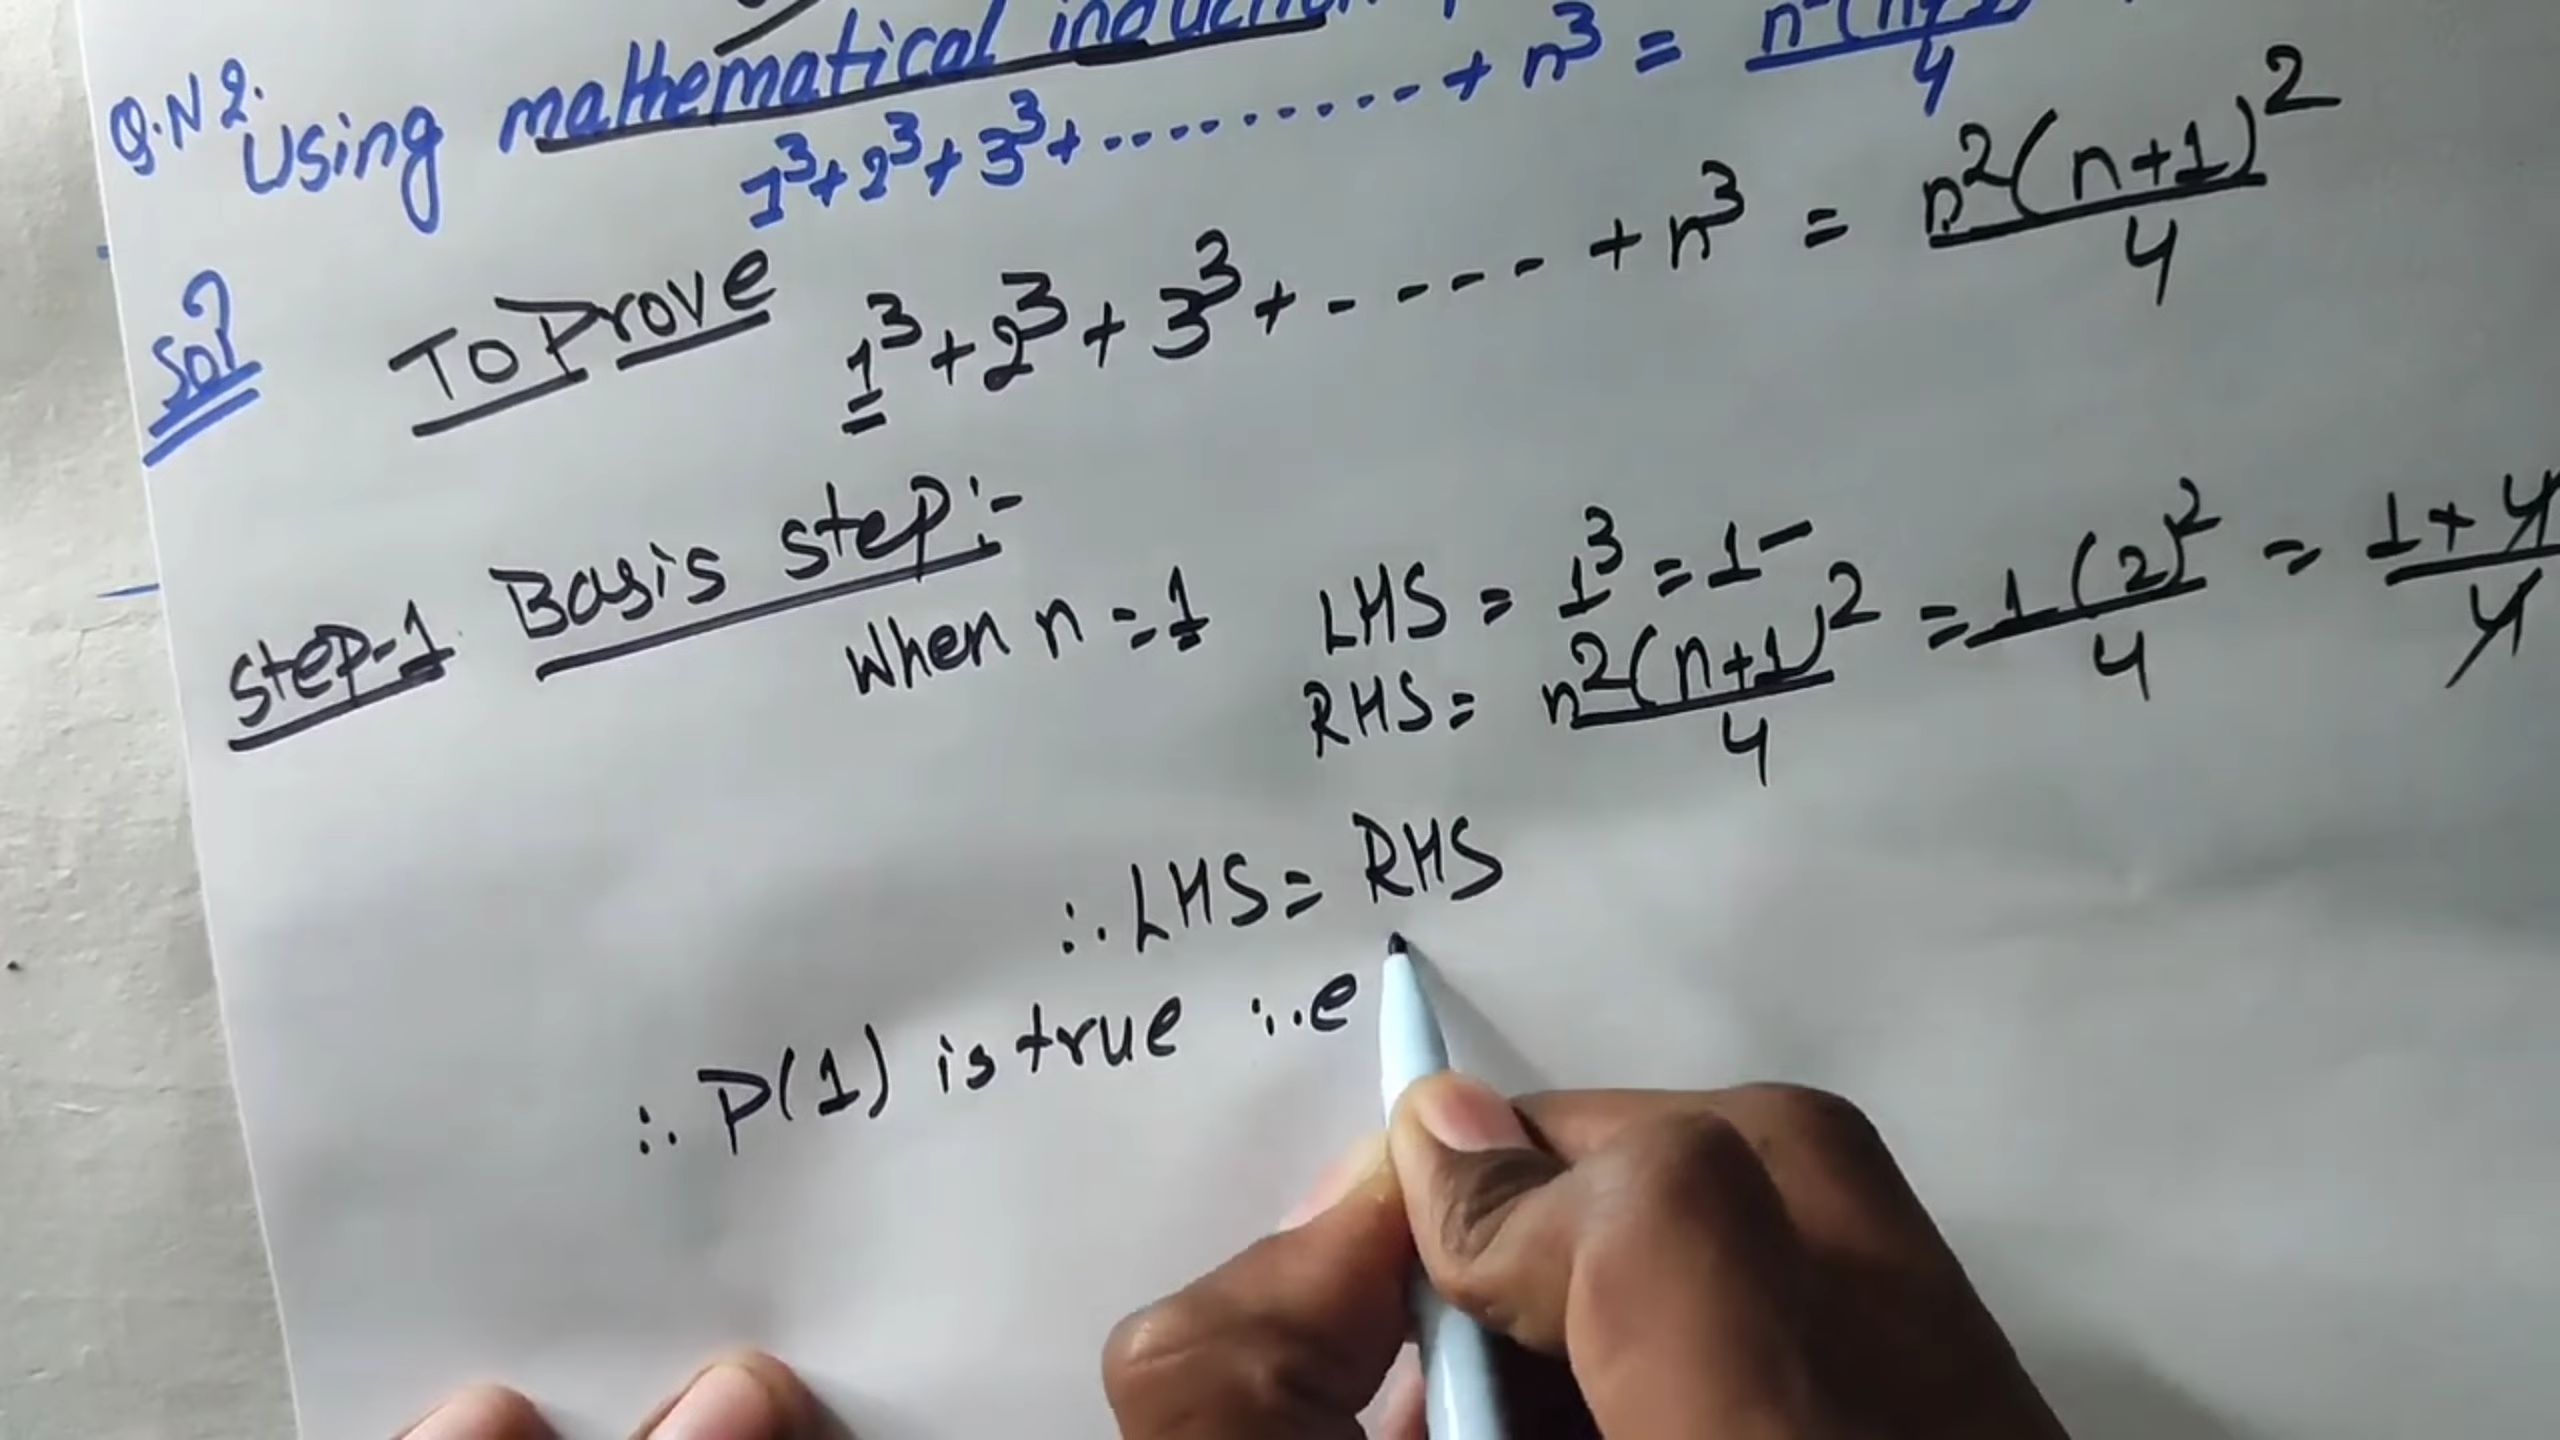 Q.N 2. Using mathematical induction
1³ + 2³ + 3³ + ......... + n³ = n²(n+1)/4
Solⁿ To Prove 1³ + 2³ + 3³ + - - - - + n³ = n²(n+1)²/4
Step-1 Basis step:-
When n = 1 LHS = 1³ = 1
RHS = n²(n+1)²/4 = 1(2)²/4 = 1+4/4
∴ LHS = RHS
∴ P(1) is true i.e